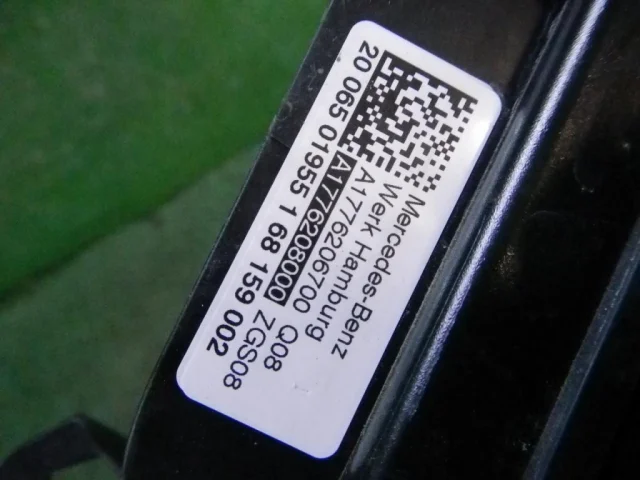 Mercedes-Benz
Werk Hamburg
A1776206700 Q08
A1776208000 ZGS08
20 065 01955 1 68 159 002